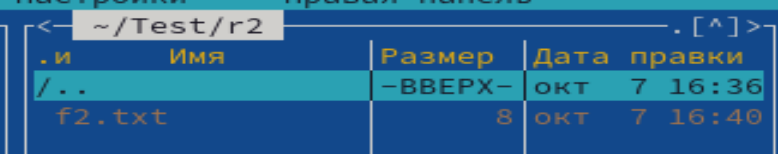 Настройки Правая панель
<─ ~/Test/r2 ─.[^]>
.и Имя Размер Дата правки
/.. -ВВЕРХ- окт 7 16:36
f2.txt 8 окт 7 16:40